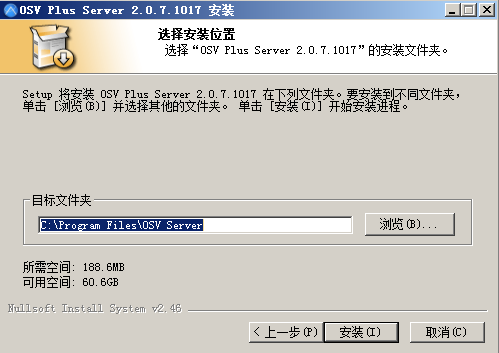 OSV Plus Server 2.0.7.1017 安装
选择安装位置
选择“OSV Plus Server 2.0.7.1017”的安装文件夹。
Setup 将安装 OSV Plus Server 2.0.7.1017 在下列文件夹。要安装到不同文件夹，
单击 [浏览(B)] 并选择其他的文件夹。 单击 [安装(I)] 开始安装进程。
目标文件夹
C:\Program Files\OSV Server
浏览(B)...
所需空间: 188.6MB
可用空间: 60.6GB
Nullsoft Install System v2.46
< 上一步(P)
安装(I)
取消(C)